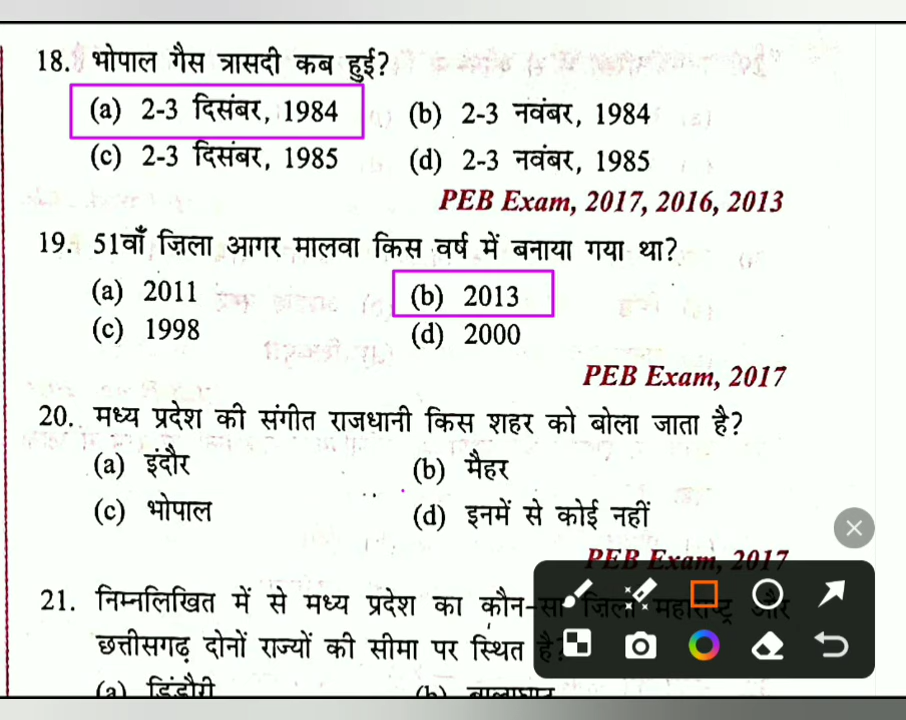 18. भोपाल गैस त्रासदी कब हुई?
(a) 2-3 दिसंबर, 1984 (b) 2-3 नवंबर, 1984
(c) 2-3 दिसंबर, 1985 (d) 2-3 नवंबर, 1985
PEB Exam, 2017, 2016, 2013
19. 51वाँ ज़िला आगर मालवा किस वर्ष में बनाया गया था?
(a) 2011 (b) 2013
(c) 1998 (d) 2000
PEB Exam, 2017
20. मध्य प्रदेश की संगीत राजधानी किस शहर को बोला जाता है?
(a) इंदौर (b) मैहर
(c) भोपाल (d) इनमें से कोई नहीं
PEB Exam, 2017
21. निम्नलिखित में से मध्य प्रदेश का कौन-सा ज़िला महाराष्ट्र और
छत्तीसगढ़ दोनों राज्यों की सीमा पर स्थित है?
(a) डिंडौरी (b) बालाघाट